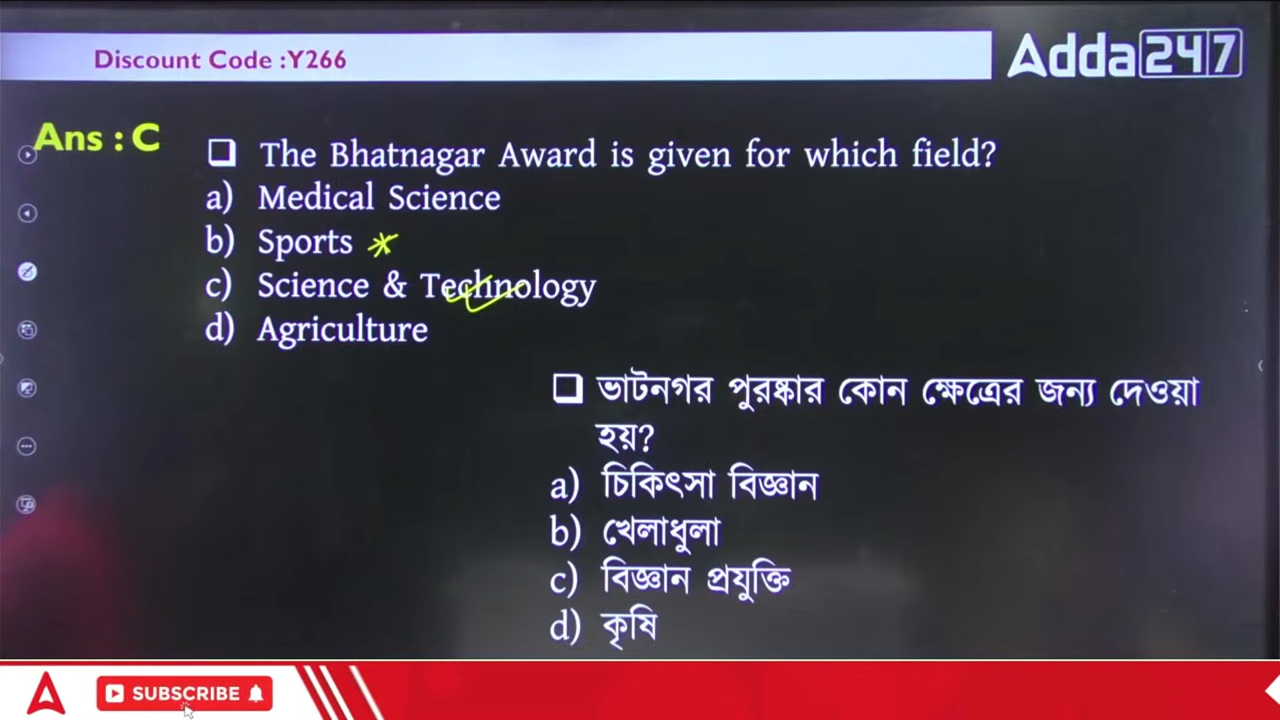 Discount Code :Y266
Adda247
Ans : C
The Bhatnagar Award is given for which field?
a) Medical Science
b) Sports
c) Science & Technology
d) Agriculture
ভাটনগর পুরষ্কার কোন ক্ষেত্রের জন্য দেওয়া
হয়?
a) চিকিৎসা বিজ্ঞান
b) খেলাধুলা
c) বিজ্ঞান প্রযুক্তি
d) কৃষি
SUBSCRIBE